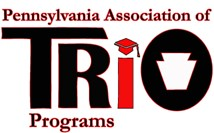 Pennsylvania Association of
TRiO
Programs